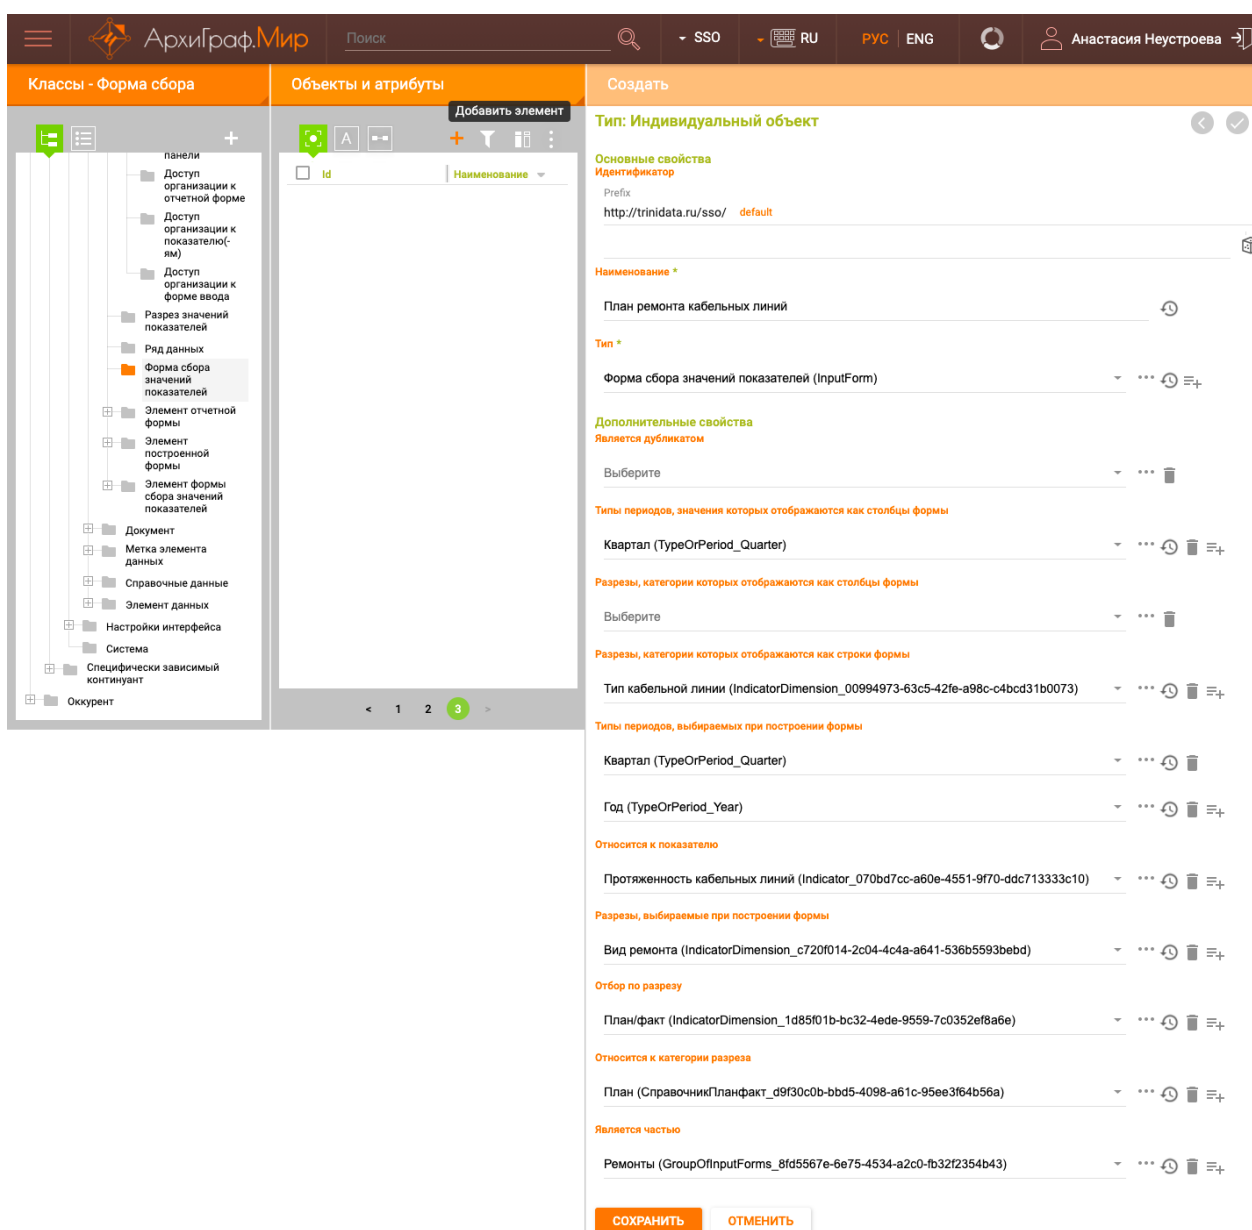 АрхиГраф.Мир
Поиск
SSO
RU
РУС | ENG
Анастасия Неустроева
Классы - Форма сбора
Объекты и атрибуты
Создать
Добавить элемент
панели
Доступ
организации к
отчетной форме
Доступ
организации к
показателю(-
ям)
Доступ
организации к
форме ввода
Разрез значений
показателей
Ряд данных
Форма сбора
значений
показателей
Элемент отчетной
формы
Элемент
построенной
формы
Элемент формы
сбора значений
показателей
Документ
Метка элемента
данных
Справочные данные
Элемент данных
Настройки интерфейса
Система
Специфически зависимый
континуант
Оккурент
A
Id
Наименование
< 1 2 3 >
Тип: Индивидуальный объект
Основные свойства
Идентификатор
Prefix
http://trinidata.ru/sso/ default
Наименование *
План ремонта кабельных линий
Тип *
Форма сбора значений показателей (InputForm)
Дополнительные свойства
Является дубликатом
Выберите
Типы периодов, значения которых отображаются как столбцы формы
Квартал (TypeOrPeriod_Quarter)
Разрезы, категории которых отображаются как столбцы формы
Выберите
Разрезы, категории которых отображаются как строки формы
Тип кабельной линии (IndicatorDimension_00994973-63c5-42fe-a98c-c4bcd31b0073)
Типы периодов, выбираемых при построении формы
Квартал (TypeOrPeriod_Quarter)
Год (TypeOrPeriod_Year)
Относится к показателю
Протяженность кабельных линий (Indicator_070bd7cc-a60e-4551-9f70-ddc713333c10)
Разрезы, выбираемые при построении формы
Вид ремонта (IndicatorDimension_c720f014-2c04-4c4a-a641-536b5593bebd)
Отбор по разрезу
План/факт (IndicatorDimension_1d85f01b-bc32-4ede-9559-7c0352ef8a6e)
Относится к категории разреза
План (СправочникПланфакт_d9f30c0b-bbd5-4098-a61c-95ee3f64b56a)
Является частью
Ремонты (GroupOfInputForms_8fd5567e-6e75-4534-a2c0-fb32f2354b43)
СОХРАНИТЬ
ОТМЕНИТЬ